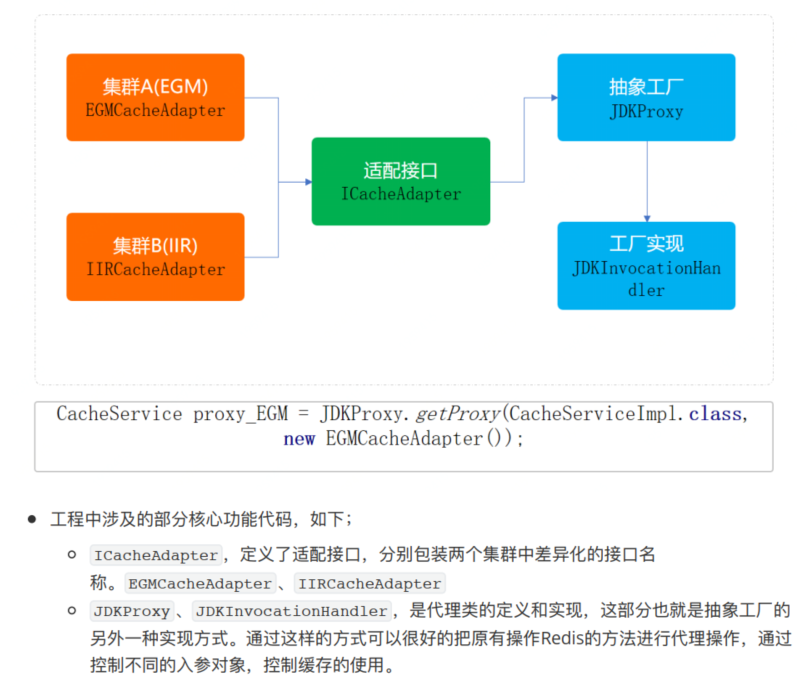 集群A(EGM)
EGMCacheAdapter
集群B(IIR)
IIRCacheAdapter
适配接口
ICacheAdapter
抽象工厂
JDKProxy
工厂实现
JDKInvocationHan
dler
CacheService proxy_EGM = JDKProxy.getProxy(CacheServiceImpl.class,
new EGMCacheAdapter());
● 工程中涉及的部分核心功能代码，如下；
○ ICacheAdapter，定义了适配接口，分别包装两个集群中差异化的接口名
称。EGMCacheAdapter、IIRCacheAdapter
○ JDKProxy、JDKInvocationHandler，是代理类的定义和实现，这部分也就是抽象工厂的
另外一种实现方式。通过这样的方式可以很好的把原有操作Redis的方法进行代理操作，通过
控制不同的入参对象，控制缓存的使用。